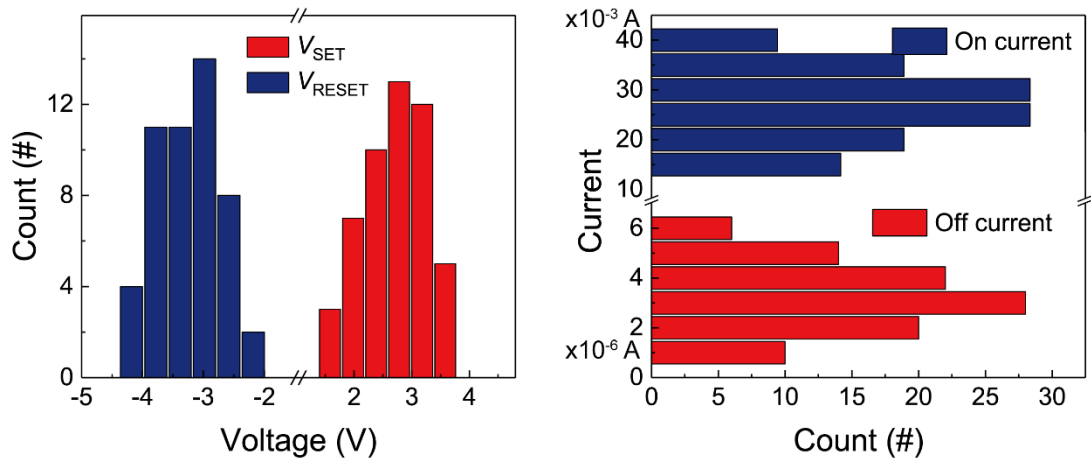 V_SET
V_RESET
Count (#)
12
8
4
0
-5 -4 -3 -2 2 3 4
Voltage (V)
x10⁻³ A
40
On current
30
20
10
Current
Off current
6
4
2
x10⁻⁶ A
0
0 5 10 15 20 25 30
Count (#)